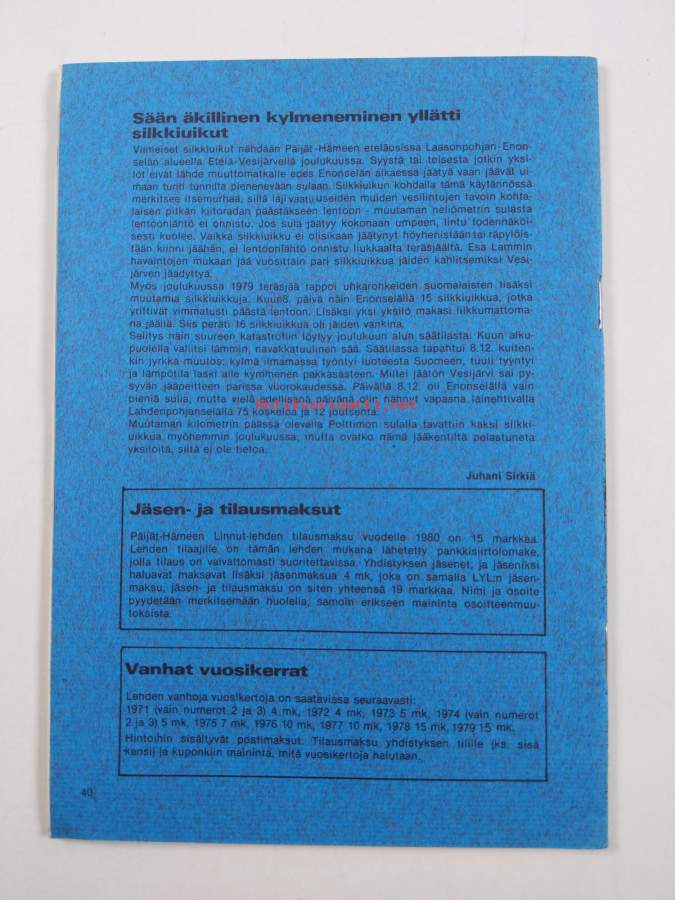 Sään äkillinen kylmeneminen yllätti
silkkiuikut
Viimeiset silkkiuikut nähdään Päijät-Hämeen eteläosissa Laasonpohjan-Enon-
selän alueella Etelä-Vesijärvellä joulukuussa. Syystä tai toisesta jotkin yksi-
löt eivät lähde muuttomatkalle edes Enonselän alkaessa jäätyä vaan jäävät ui-
maan tunti tunnilta pienenevään sulaan. Silkkiuikun kohdalla tämä käytännössä
merkitsee itsemurhaa, sillä laji vaatii useiden muiden vesilintujen tavoin kohta-
laisen pitkän kiitoradan päästäkseen lentoon - muutaman neliömetrin sulasta
lentoonlähtö ei onnistu. Jos sula jäätyy kokonaan umpeen, lintu todennäköi-
sesti kuolee. Vaikka silkkiuikku ei olisikaan jäätynyt höyhenistään tai räpylöis-
tään kiinni jäähän, ei lentoonlähtö onnistu liukkaalta teräsjäältä. Esa Lammin
havaintojen mukaan jää vuosittain pari silkkiuikkua jäiden kahlitsemiksi Vesi-
järven jäädyttyä.
Myös joulukuussa 1979 teräsjää tappoi uhkarohkeiden suomalaisten lisäksi
muutamia silkkiuikkuja. Kuun 8. päivä näin Enonselällä 15 silkkiuikkua, jotka
yrittivät vimmatusti päästä lentoon. Lisäksi yksi yksilö makasi liikkumattoma-
na jäällä. Siis peräti 16 silkkiuikkua oli jäiden vankina.
Selitys näin suureen katastrofiin löytyy joulukuun alun säätilasta. Kuun alku-
puolella vallitsi lämmin, navakkatuulinen sää. Säätilassa tapahtui 8.12. kuiten-
kin jyrkkä muutos: kylmä ilmamassa työntyi luoteesta Suomeen, tuuli tyyntyi
ja lämpötila laski alle kymmenen pakkasasteen. Miltei jäätön Vesijärvi sai py-
syvän jääpeitteen parissa vuorokaudessa. Päivällä 8.12. oli Enonselällä vain
pieniä sulia, mutta vielä edellisenä päivänä olin nähnyt vapaana lainehtivalla
Lahdenpohjanselällä 75 koskeloa ja 12 joutsenta.
antikvariaatti.net
Muutaman kilometrin päässä olevalla Polttimon sulalla tavattiin kaksi silkki-
uikkua myöhemmin joulukuussa, mutta ovatko nämä jääkentiltä pelastuneita
yksilöitä, siitä ei ole tietoa.
Juhani Sirkiä
Jäsen- ja tilausmaksut
Päijät-Hämeen Linnut-lehden tilausmaksu vuodelle 1980 on 15 markkaa.
Lehden tilaajille on tämän lehden mukana lähetetty pankkisiirtolomake,
jolla tilaus on vaivattomasti suoritettavissa. Yhdistyksen jäsenet, ja jäseniksi
haluavat maksavat lisäksi jäsenmaksua 4 mk, joka on samalla LYL:n jäsen-
maksu, jäsen- ja tilausmaksu on siten yhteensä 19 markkaa. Nimi ja osoite
pyydetään merkitsemään huolella, samoin erikseen maininta osoitteenmuu-
toksista.
Vanhat vuosikerrat
Lehden vanhoja vuosikertoja on saatavissa seuraavasti:
1971 (vain numerot 2 ja 3) 4 mk, 1972 4 mk, 1973 5 mk, 1974 (vain numerot
2 ja 3) 5 mk, 1975 7 mk, 1976 10 mk, 1977 10 mk, 1978 15 mk, 1979 15 mk.
Hintoihin sisältyvät postimaksut. Tilausmaksu yhdistyksen tilille (ks. sisä
kansi) ja kuponkiin maininta, mitä vuosikertoja halutaan.
40